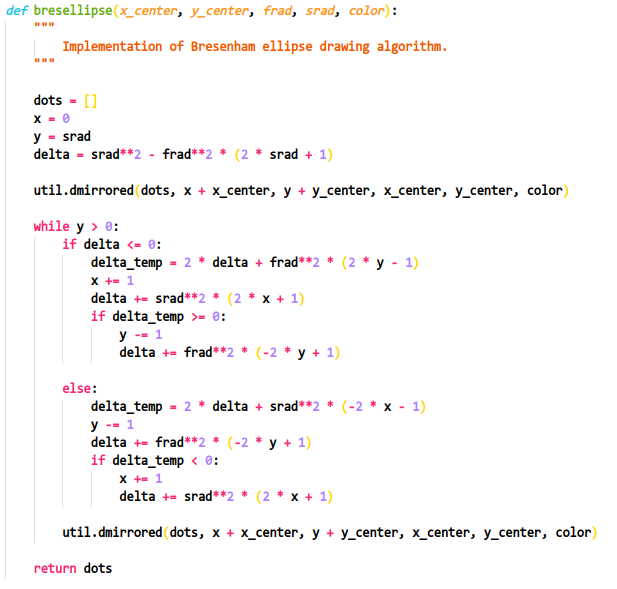 def bresellipse(x_center, y_center, frad, srad, color):
    """
        Implementation of Bresenham ellipse drawing algorithm.
    """

    dots = []
    x = 0
    y = srad
    delta = srad**2 - frad**2 * (2 * srad + 1)

    util.dmirrored(dots, x + x_center, y + y_center, x_center, y_center, color)

    while y > 0:
        if delta <= 0:
            delta_temp = 2 * delta + frad**2 * (2 * y - 1)
            x += 1
            delta += srad**2 * (2 * x + 1)
            if delta_temp >= 0:
                y -= 1
                delta += frad**2 * (-2 * y + 1)

        else:
            delta_temp = 2 * delta + srad**2 * (-2 * x - 1)
            y -= 1
            delta += frad**2 * (-2 * y + 1)
            if delta_temp < 0:
                x += 1
                delta += srad**2 * (2 * x + 1)

        util.dmirrored(dots, x + x_center, y + y_center, x_center, y_center, color)

    return dots